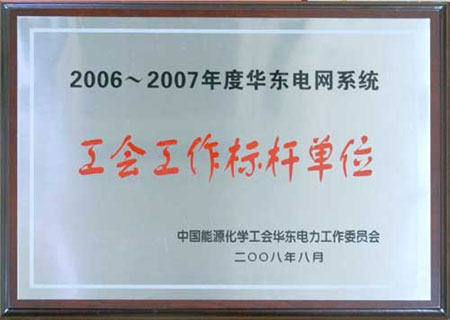 2006～2007年度华东电网系统
工会工作标杆单位
中国能源化学工会华东电力工作委员会
二〇〇八年八月